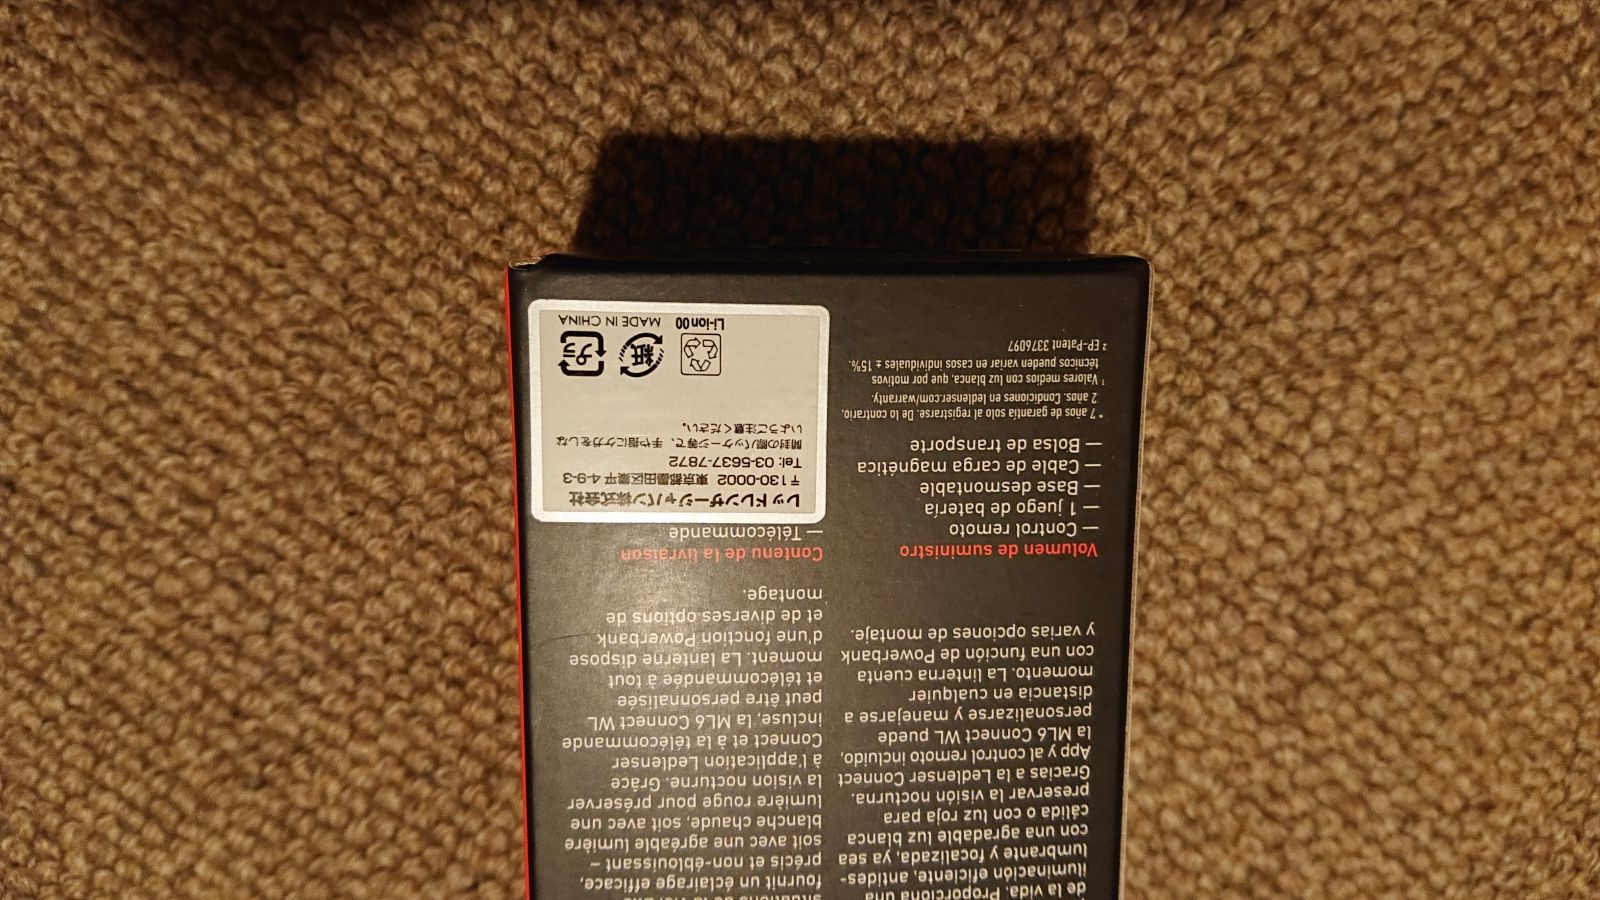 de la vida. Proporciona una
iluminación eficiente, antides-
lumbrante y focalizada, ya sea
con una agradable luz blanca
cálida o con luz roja para
preservar la visión nocturna.
Gracias a la Ledlenser Connect
App y al control remoto incluido,
la ML6 Connect WL puede
personalizarse y manejarse a
distancia en cualquier
momento. La linterna cuenta
con una función de Powerbank
y varias opciones de montaje.
Volumen de suministro
— Control remoto
— 1 juego de batería
— Base desmontable
— Cable de carga magnética
— Bolsa de transporte
* 7 años de garantía solo al registrarse. De lo contrario,
2 años. Condiciones en ledlenser.com/warranty.
¹ Valores medios con luz blanca, que por motivos
técnicos pueden variar en casos individuales ± 15%.
² EP-Patent 3376097
fournit un éclairage efficace,
précis et non-éblouissant –
soit avec une agréable lumière
blanche chaude, soit avec une
lumière rouge pour préserver
la vision nocturne. Grâce
à l'application Ledlenser
Connect et à la télécommande
incluse, la ML6 Connect WL
peut être personnalisée
et télécommandée à tout
moment. La lanterne dispose
d'une fonction Powerbank
et de diverses options de
montage.
Contenu de la livraison
— Télécommande
レッドレンザージャパン株式会社
〒130-0002 東京都墨田区業平 4-9-3
Tel: 03-5637-7872
開封の際パッケージ等で、手や指にケガをしな
いようご注意ください。
紙 プラ
Li-ion 00 MADE IN CHINA